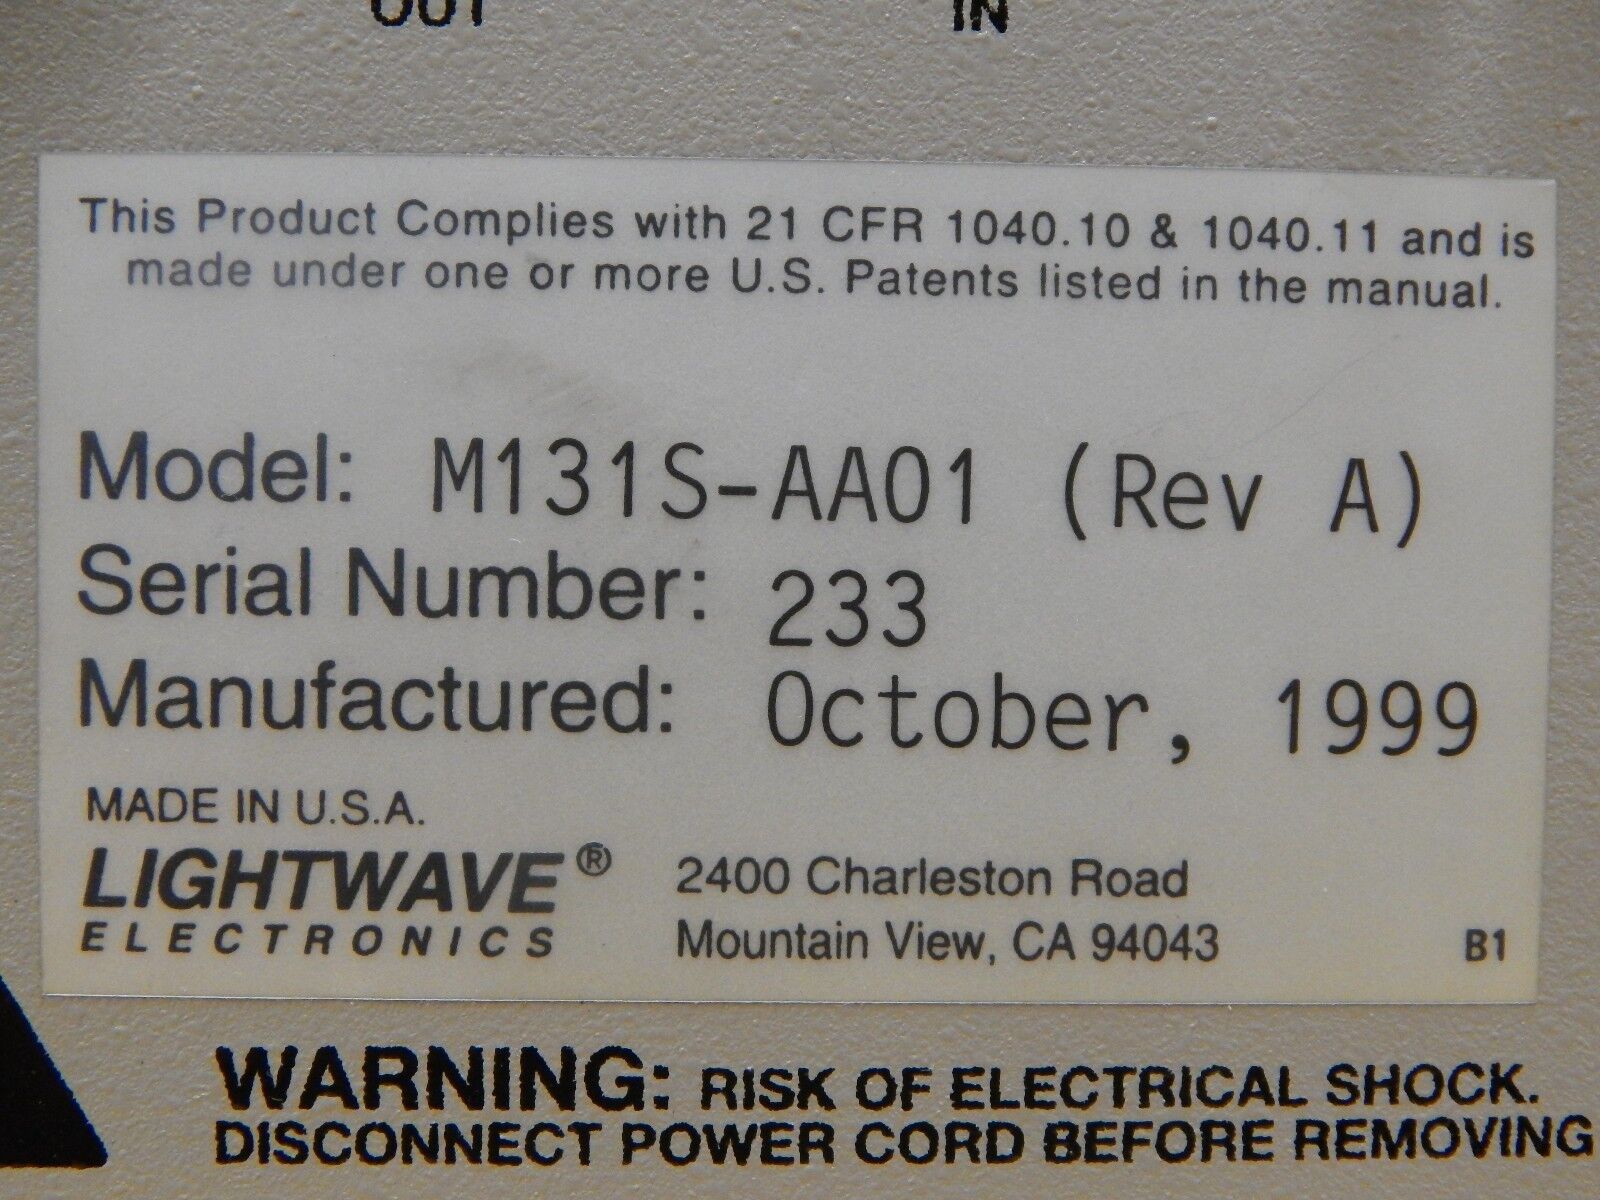 OUT IN
This Product Complies with 21 CFR 1040.10 & 1040.11 and is
made under one or more U.S. Patents listed in the manual.
Model: M131S-AA01 (Rev A)
Serial Number: 233
Manufactured: October, 1999
MADE IN U.S.A.
LIGHTWAVE® 2400 Charleston Road
ELECTRONICS Mountain View, CA 94043 B1
WARNING: RISK OF ELECTRICAL SHOCK.
DISCONNECT POWER CORD BEFORE REMOVING